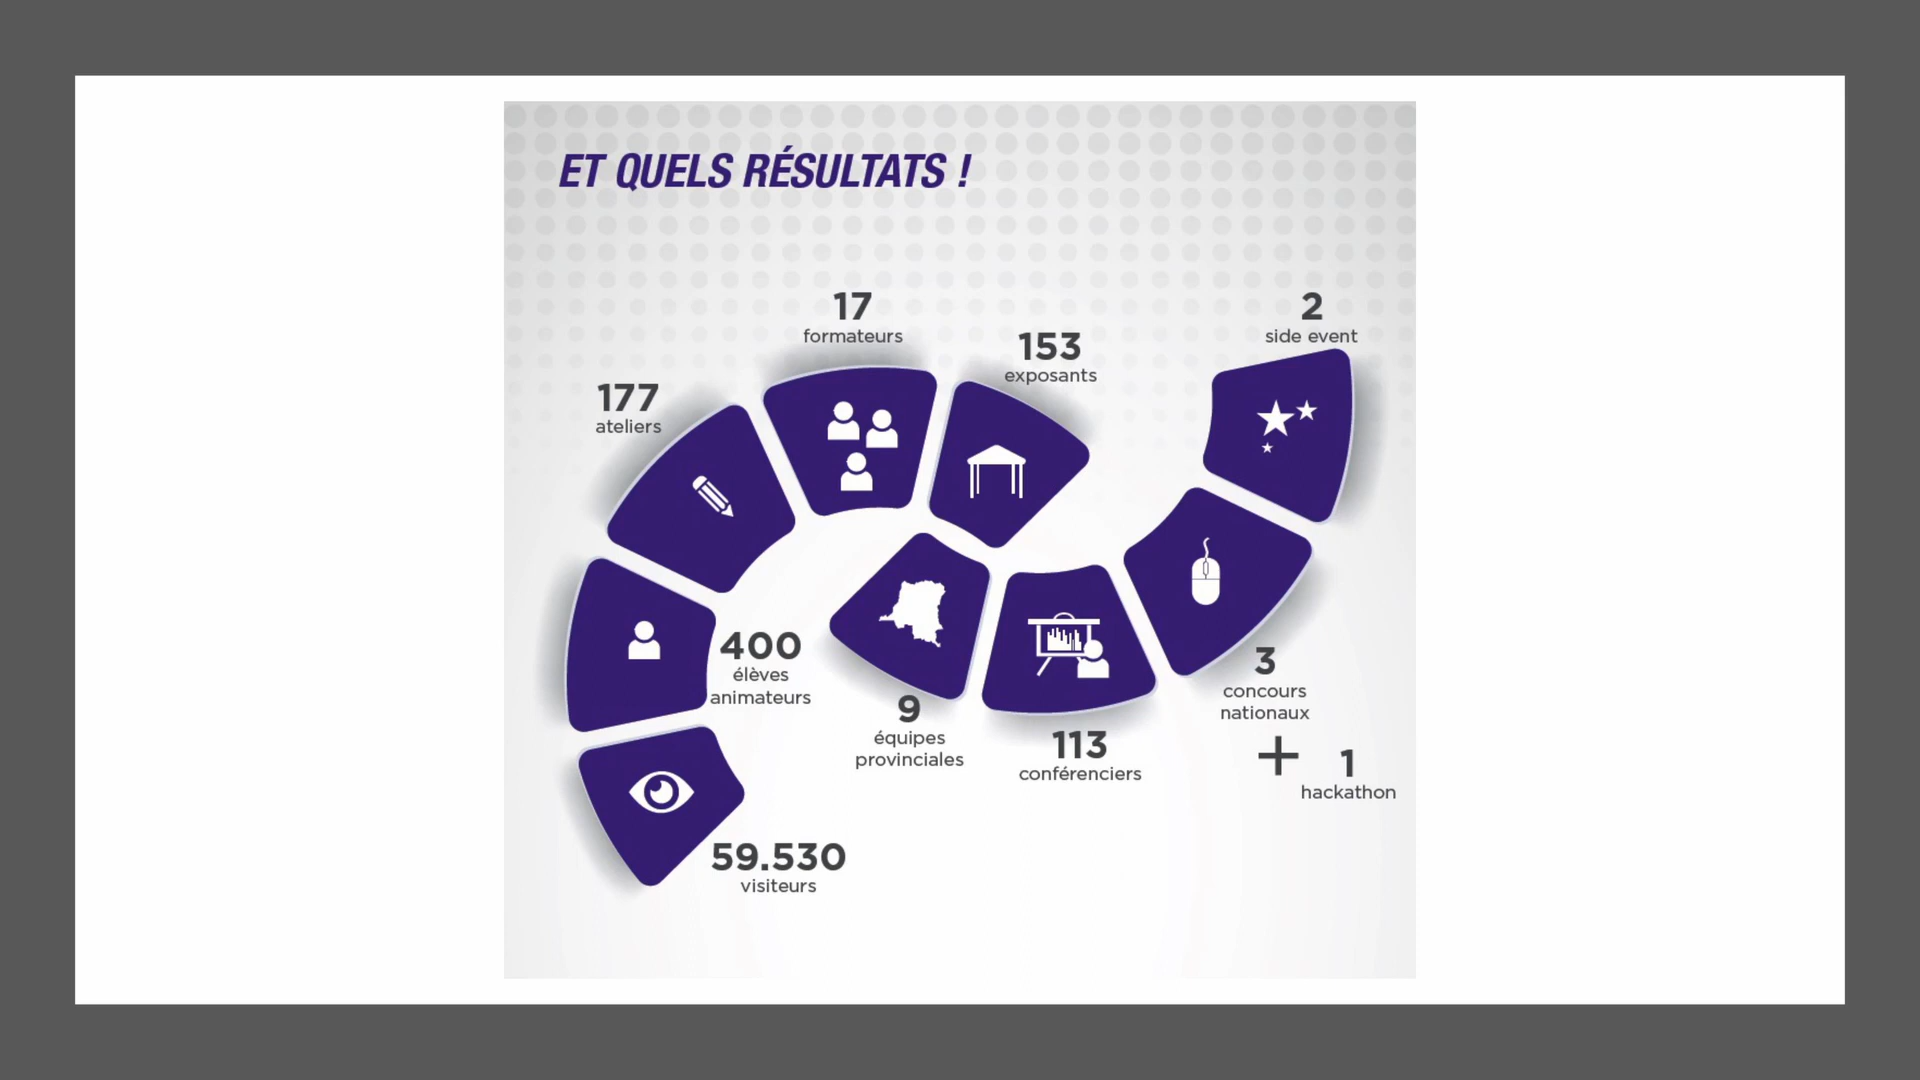 ET QUELS RÉSULTATS !
17
formateurs
2
side event
153
exposants
177
ateliers
400
élèves
animateurs
9
équipes
provinciales
113
conférenciers
3
concours
nationaux
+ 1
hackathon
59.530
visiteurs